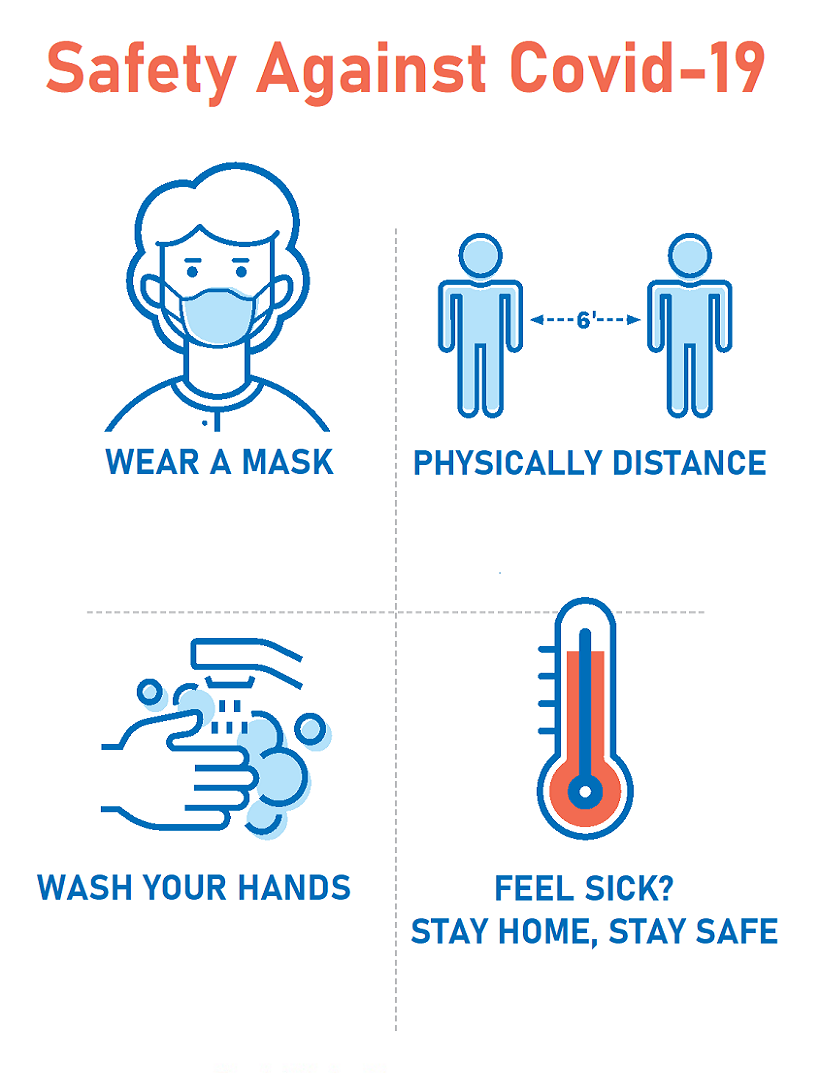 Safety Against Covid-19
6'
WEAR A MASK
PHYSICALLY DISTANCE
WASH YOUR HANDS
FEEL SICK?
STAY HOME, STAY SAFE